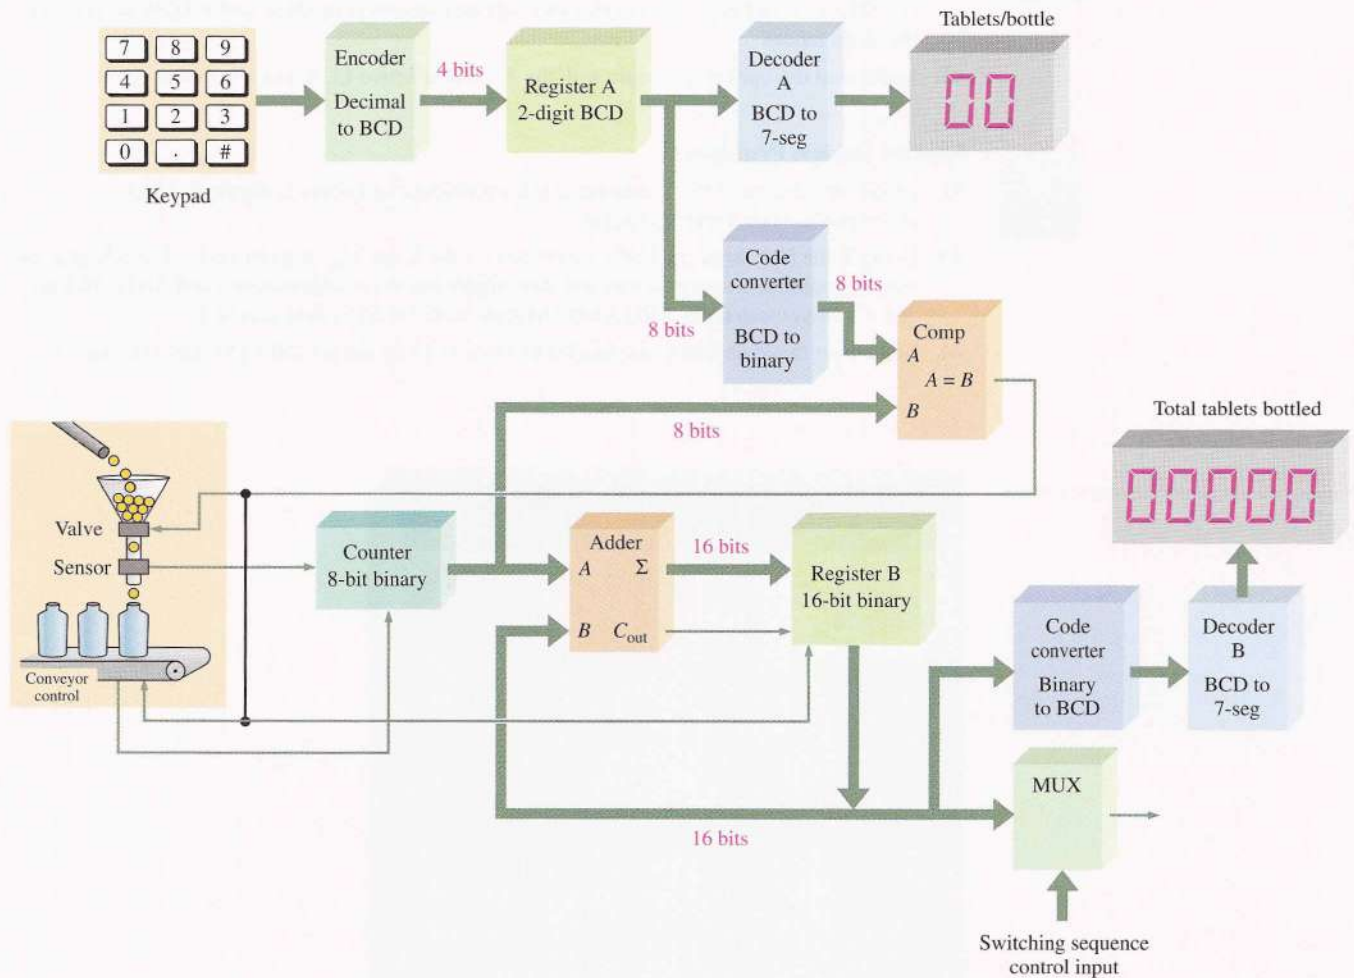 Tablets/bottle
00
7 8 9
4 5 6
1 2 3
0 . #
Keypad
Encoder
Decimal
to BCD
4 bits
Register A
2-digit BCD
Decoder
A
BCD to
7-seg
Code
converter
BCD to
binary
8 bits
8 bits
Comp
A
A = B
B
8 bits
Total tablets bottled
00000
Valve
Sensor
Conveyor
control
Counter
8-bit binary
Adder
A Σ
B Cout
16 bits
Register B
16-bit binary
Code
converter
Binary
to BCD
Decoder
B
BCD to
7-seg
MUX
16 bits
Switching sequence
control input